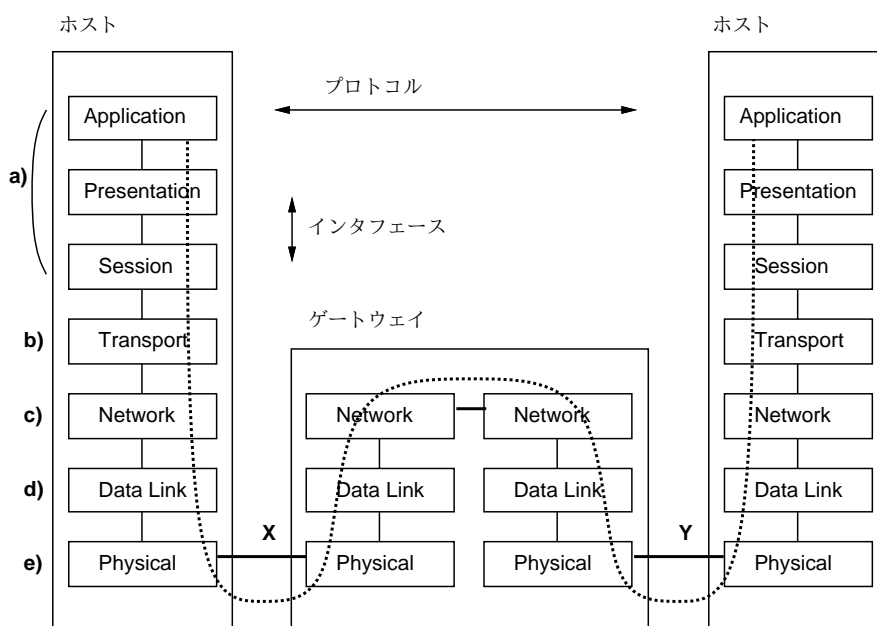 ホスト
ホスト
プロトコル
Application
Application
a)
Presentation
Presentation
インタフェース
Session
Session
ゲートウェイ
b)
Transport
Transport
c)
Network
Network
Network
Network
d)
Data Link
Data Link
Data Link
Data Link
X
Y
e)
Physical
Physical
Physical
Physical